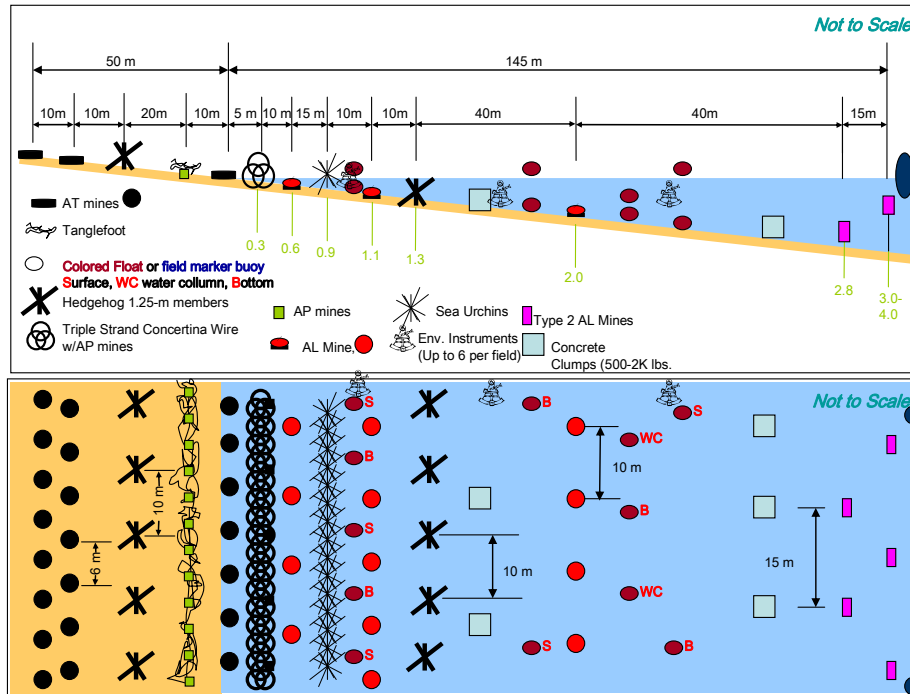 Not to Scale
50 m
145 m
10m 10m 20m 10m 5 m 10 m 15 m 10m 10m 40m 40m 15m
AT mines
Tanglefoot
Colored Float or field marker buoy
Surface, WC water collumn, Bottom
Hedgehog 1.25-m members
Triple Strand Concertina Wire
w/AP mines
0.3
0.6
0.9
1.1
1.3
2.0
2.8
3.0-
4.0
AP mines
AL Mine,
Sea Urchins
Env. Instruments
(Up to 6 per field)
Type 2 AL Mines
Concrete
Clumps (500-2K lbs.
Not to Scale
S
B
S
WC
B
10 m
10 m
B
S
6 m
10 m
15 m
B
WC
S
S
B